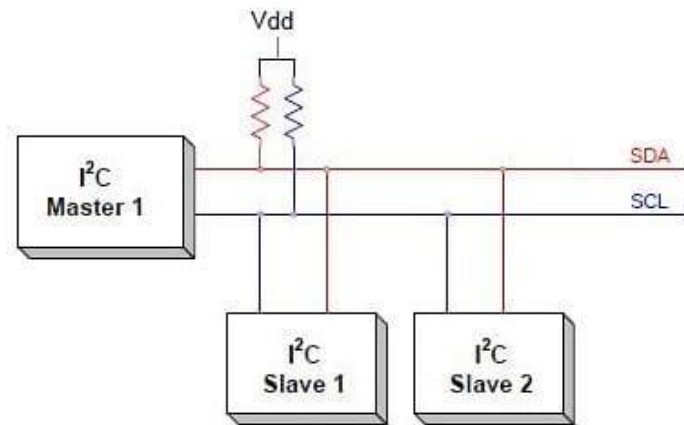 Vdd
SDA
I²C
Master 1
SCL
I²C
Slave 1
I²C
Slave 2